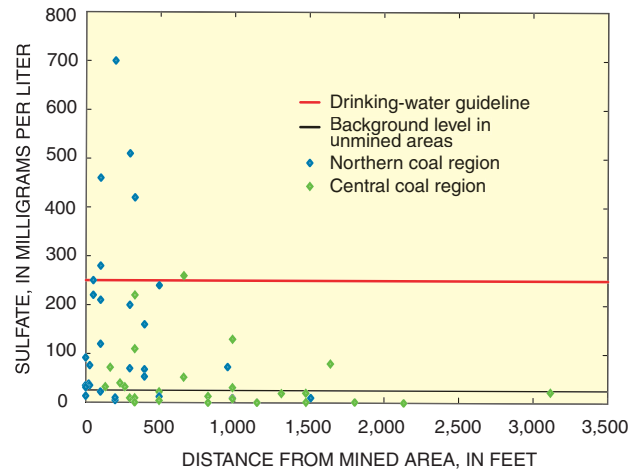 800
700
600
500
400
300
200
100
0
SULFATE, IN MILLIGRAMS PER LITER
Drinking-water guideline
Background level in
unmined areas
Northern coal region
Central coal region
0
500
1,000
1,500
2,000
2,500
3,000
3,500
DISTANCE FROM MINED AREA, IN FEET